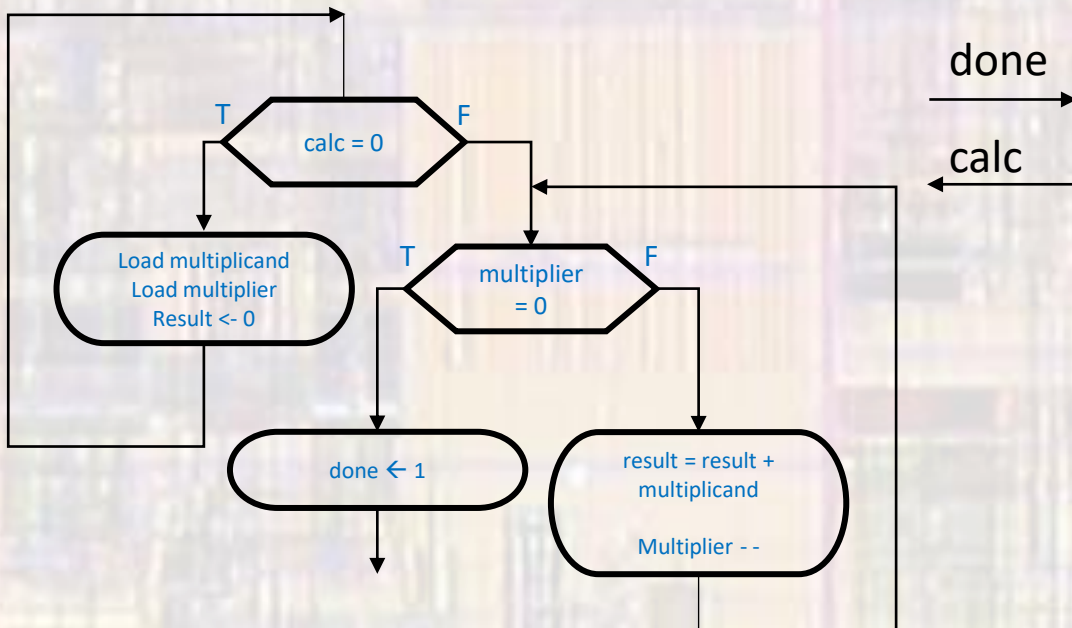 done
T
F
calc = 0
calc
Load multiplicand
Load multiplier
Result <- 0
T
F
multiplier
= 0
done ← 1
result = result +
multiplicand
Multiplier - -